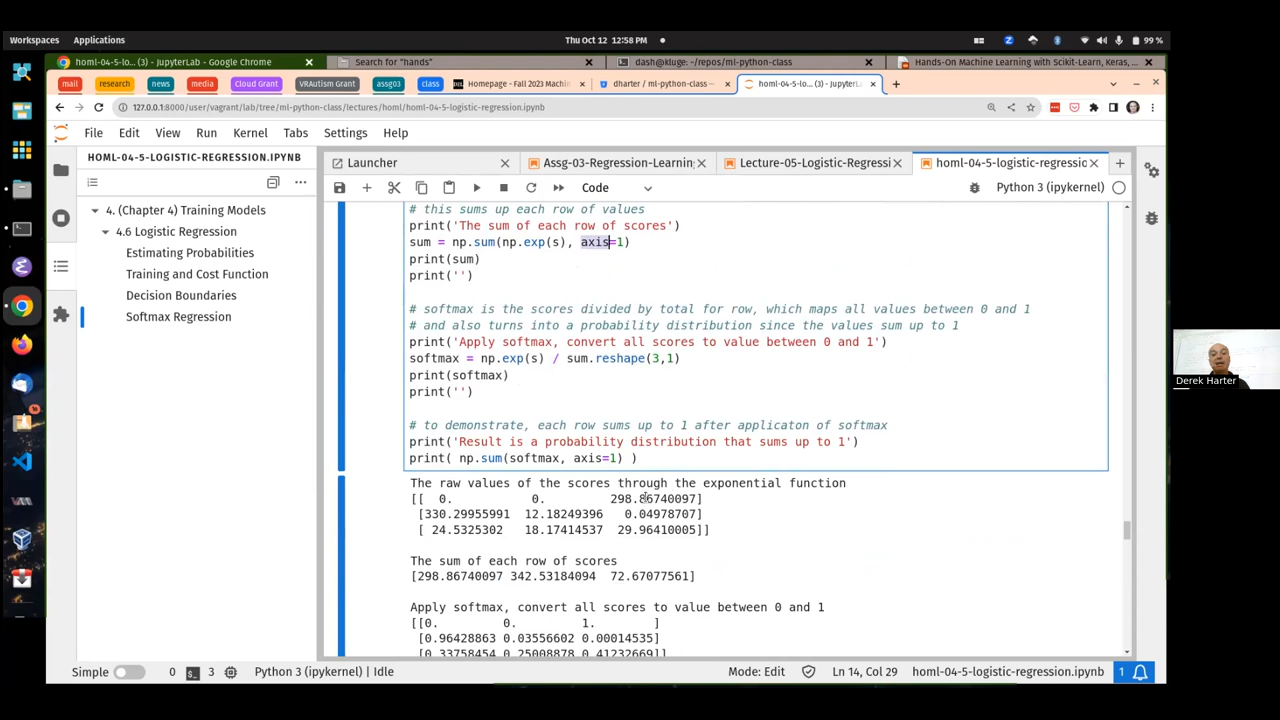 Workspaces Applications Thu Oct 12 12:58 PM 99 %
homl-04-5-lo... (3) - JupyterLab - Google Chrome Search for "hands" dash@kluge: ~/repos/ml-python-class Hands-On Machine Learning with Scikit-Learn, Keras, ...
mail research news media Cloud Grant VRAutism Grant assg03 class Homepage - Fall 2023 Machine dharter / ml-python-class — homl-04-5-lo... (3) - JupyterLa
127.0.0.1:8000/user/vagrant/lab/tree/ml-python-class/lectures/homl/homl-04-5-logistic-regression.ipynb
File Edit View Run Kernel Tabs Settings Help
HOML-04-5-LOGISTIC-REGRESSION.IPYNB
Launcher Assg-03-Regression-Learning Lecture-05-Logistic-Regressi homl-04-5-logistic-regressic
Code Python 3 (ipykernel)
4. (Chapter 4) Training Models
4.6 Logistic Regression
Estimating Probabilities
Training and Cost Function
Decision Boundaries
Softmax Regression
# this sums up each row of values
print('The sum of each row of scores')
sum = np.sum(np.exp(s), axis=1)
print(sum)
print('')
# softmax is the scores divided by total for row, which maps all values between 0 and 1
# and also turns into a probability distribution since the values sum up to 1
print('Apply softmax, convert all scores to value between 0 and 1')
softmax = np.exp(s) / sum.reshape(3,1)
print(softmax)
print('')
# to demonstrate, each row sums up to 1 after applicaton of softmax
print('Result is a probability distribution that sums up to 1')
print( np.sum(softmax, axis=1) )
The raw values of the scores through the exponential function
[[ 0. 0. 298.86740097]
[330.29955991 12.18249396 0.04978707]
[ 24.5325302 18.17414537 29.96410005]]
The sum of each row of scores
[298.86740097 342.53184094 72.67077561]
Apply softmax, convert all scores to value between 0 and 1
[[0. 0. 1. ]
[0.96428863 0.03556602 0.00014535]
[0.33758454 0.25008878 0.41232669]]
Derek Harter
Simple 0 3 Python 3 (ipykernel) | Idle Mode: Edit Ln 14, Col 29 homl-04-5-logistic-regression.ipynb 1